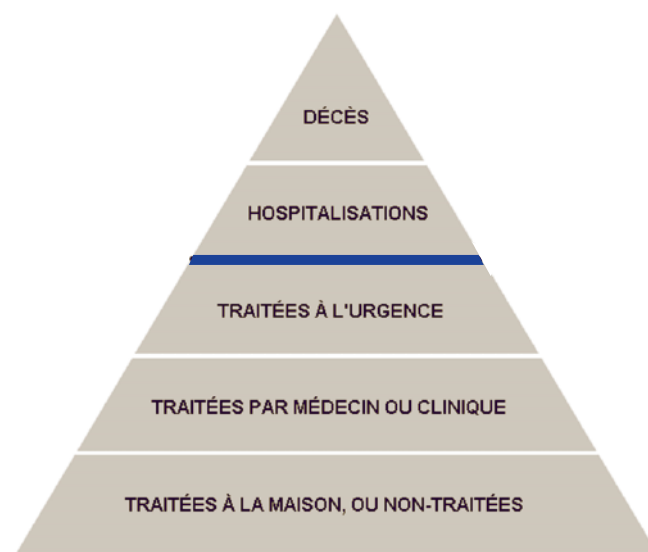 DÉCÈS
HOSPITALISATIONS
TRAITÉES À L'URGENCE
TRAITÉES PAR MÉDECIN OU CLINIQUE
TRAITÉES À LA MAISON, OU NON-TRAITÉES